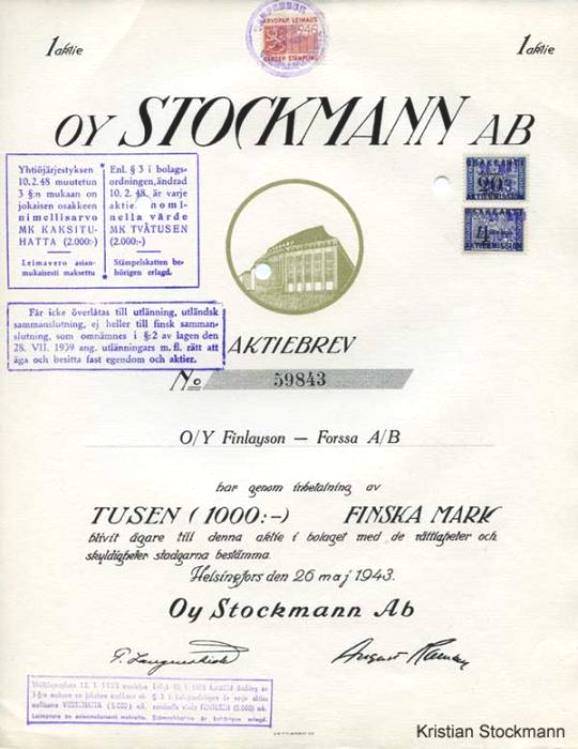 1 aktie
1 aktie
ARVOPAP. LEIMAUS
1946
OY STOCKMANN AB
Yhtiöjärjestyksen
10.2.48 muutetun
3 §:n mukaan on
jokaisen osakkeen
nimellisarvo
MK KAKSITU-
HATTA (2.000:-)
Leimavero asian-
mukaisesti maksettu
Enl. § 3 i bolags-
ordningen, ändrad
10.2. 48, är varje
akties nomi-
nella värde
MK TVÅTUSEN
(2.000:-)
Stämpelskatten be-
hörigen erlagd.
Får icke överlåtas till utlänning, utländsk
sammanslutning, ej heller till finsk samman-
slutning, som omnämnes i §:2 av lagen den
28. VII. 1939 ang. utlänningars m. fl. rätt att
äga och besitta fast egendom och aktier.
AKTIEBREV
No 59843
O/Y Finlayson — Forssa A/B
har genom inbetalning av
TUSEN (1000:-) FINSKA MARK
blivit ägare till denna aktie i bolaget med de rättigheter och
skyldigheter stadgarna bestämma.
Helsingfors den 26 maj 1943.
Oy Stockmann Ab
Kristian Stockmann